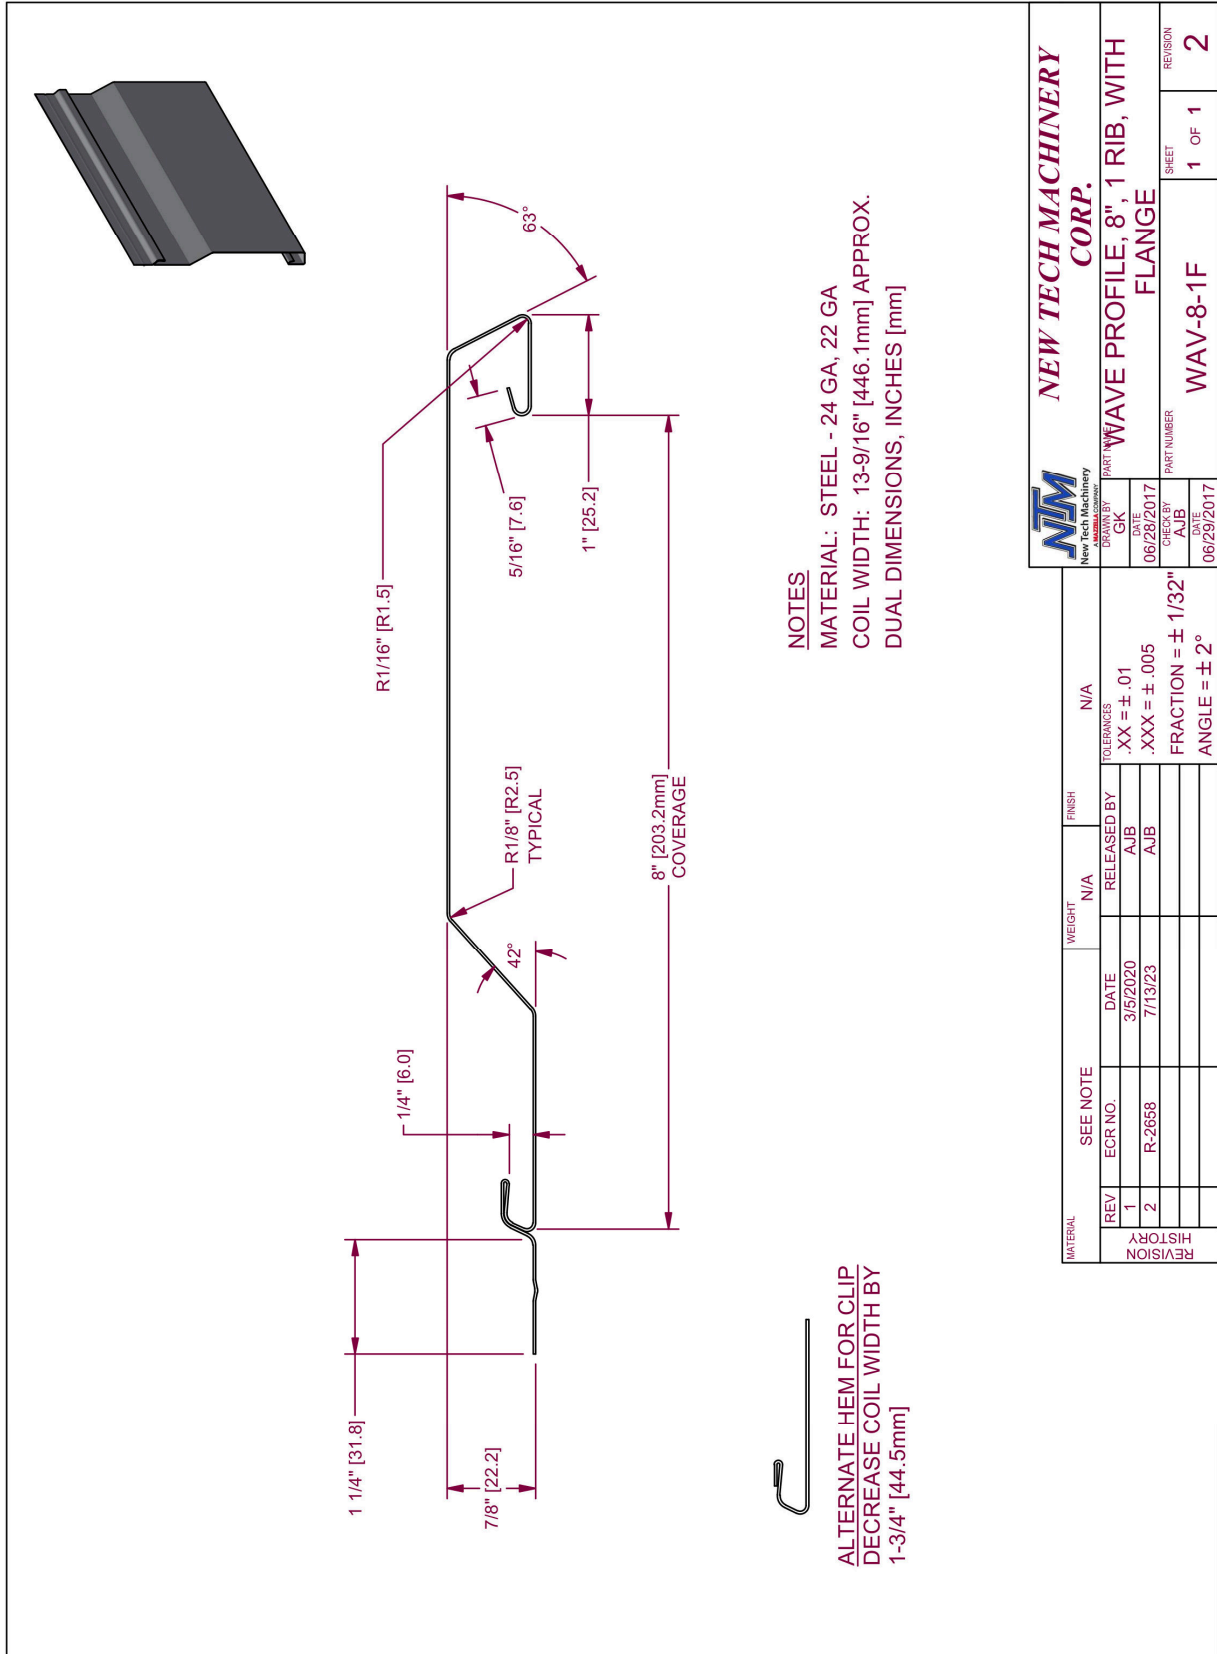 R1/16" [R1.5]
63°
5/16" [7.6]
1" [25.2]
R1/8" [R2.5]
TYPICAL
42°
1/4" [6.0]
8" [203.2mm]
COVERAGE
1 1/4" [31.8]
7/8" [22.2]
NOTES
MATERIAL: STEEL - 24 GA, 22 GA
COIL WIDTH: 13-9/16" [446.1mm] APPROX.
DUAL DIMENSIONS, INCHES [mm]
ALTERNATE HEM FOR CLIP
DECREASE COIL WIDTH BY
1-3/4" [44.5mm]
MATERIAL
SEE NOTE
WEIGHT
N/A
FINISH
N/A
REVISION
HISTORY
REV ECR NO. DATE RELEASED BY
1 3/5/2020 AJB
2 R-2658 7/13/23 AJB
TOLERANCES
.XX = ± .01
.XXX = ± .005
FRACTION = ± 1/32"
ANGLE = ± 2°
NTM
New Tech Machinery
A MAZZELLA COMPANY
NEW TECH MACHINERY
CORP.
DRAWN BY
GK
DATE
06/28/2017
CHECK BY
AJB
DATE
06/29/2017
PART NAME
WAVE PROFILE, 8", 1 RIB, WITH
FLANGE
PART NUMBER
WAV-8-1F
SHEET
1 OF 1
REVISION
2